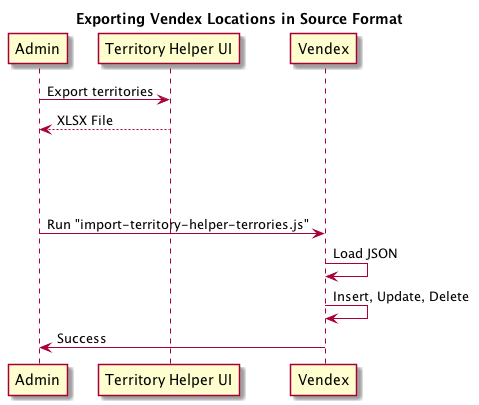 Exporting Vendex Locations in Source Format
Admin
Territory Helper UI
Vendex
Export territories
XLSX File
Run "import-territory-helper-terrories.js"
Load JSON
Insert, Update, Delete
Success
Admin
Territory Helper UI
Vendex